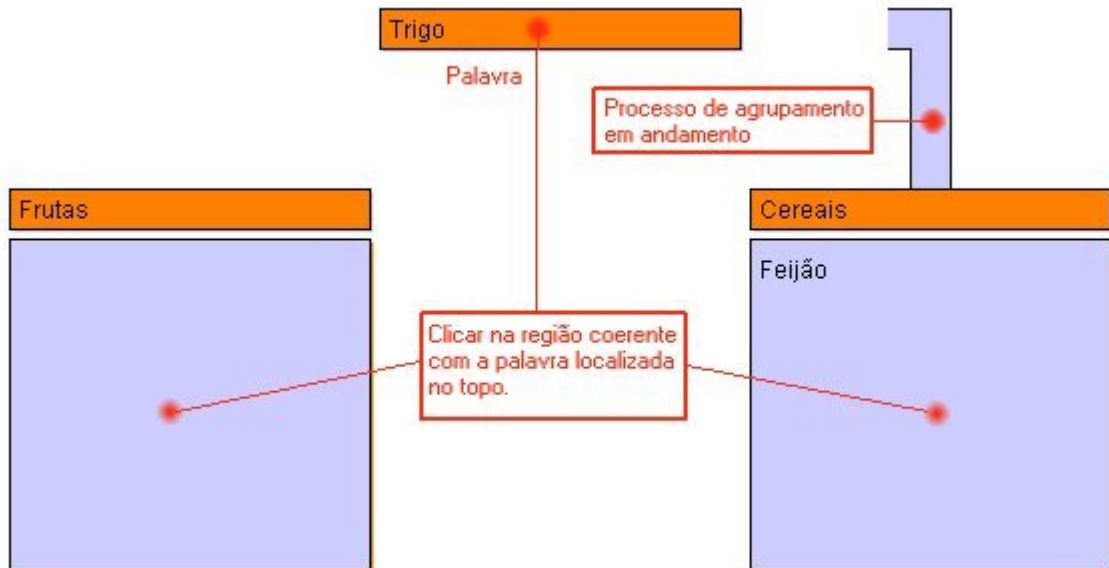 Trigo
Palavra
Processo de agrupamento
em andamento
Frutas
Cereais
Feijão
Clicar na região coerente
com a palavra localizada
no topo.